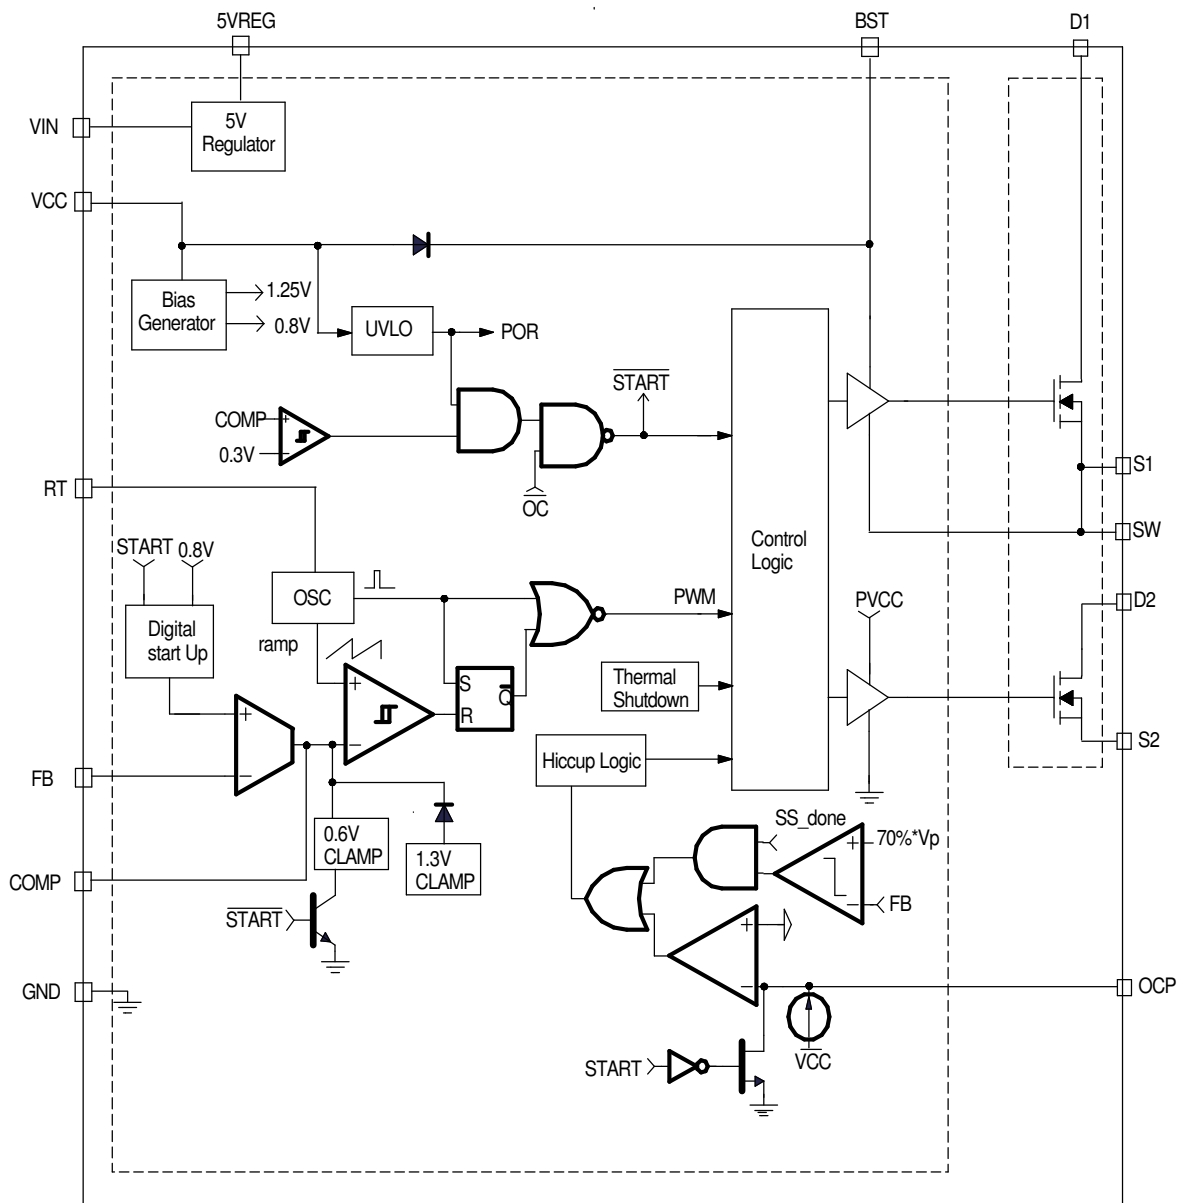 5VREG
BST
D1
VIN
5V
Regulator
VCC
Bias
Generator
1.25V
0.8V
UVLO
POR
START
COMP
+
0.3V
−
OC
RT
S1
SW
Control
Logic
START
0.8V
OSC
ramp
Digital
start Up
PWM
PVCC
D2
Thermal
Shutdown
+
S
Q
R
+
−
−
FB
Hiccup Logic
S2
0.6V
CLAMP
1.3V
CLAMP
SS_done
+
70%*Vp
COMP
−
FB
START
+
GND
−
OCP
VCC
START